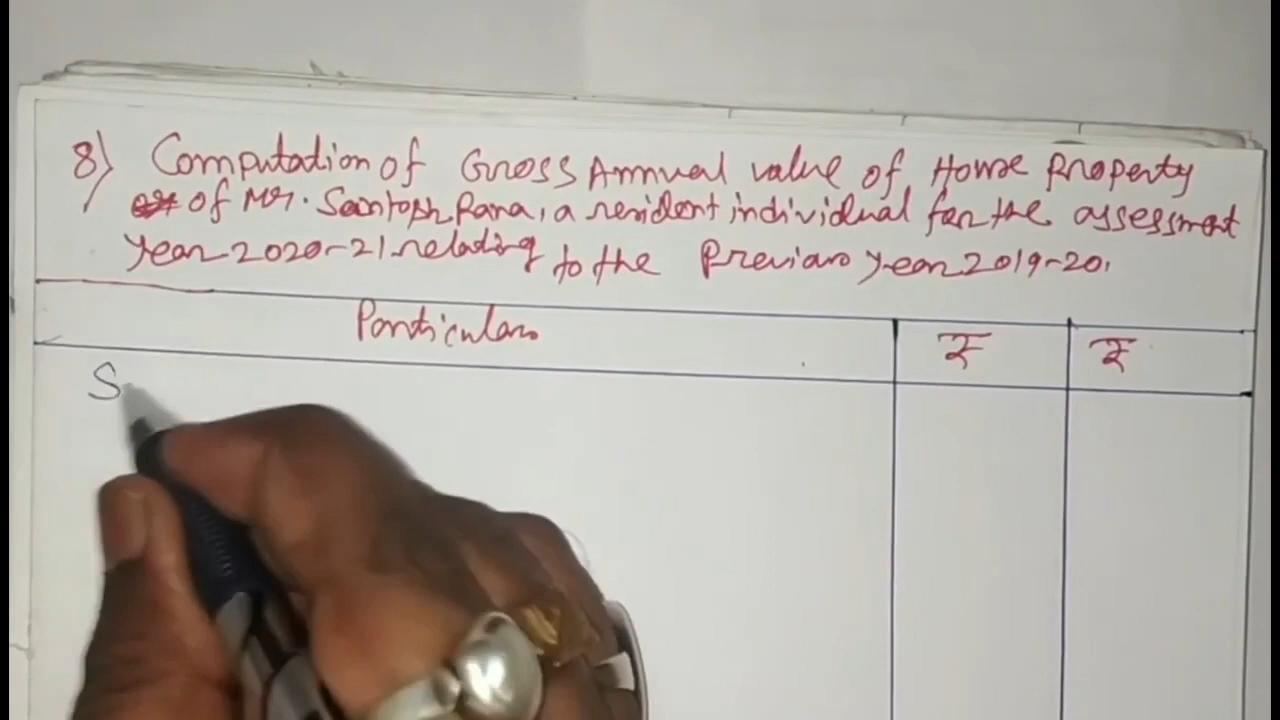 8) Computation of Gross Annual value of House property
of Mr. Santosh Rana, a resident individual for the assessment
year 2020-21 relating to the Previous year 2019-20.
Particulars ₹ ₹
S